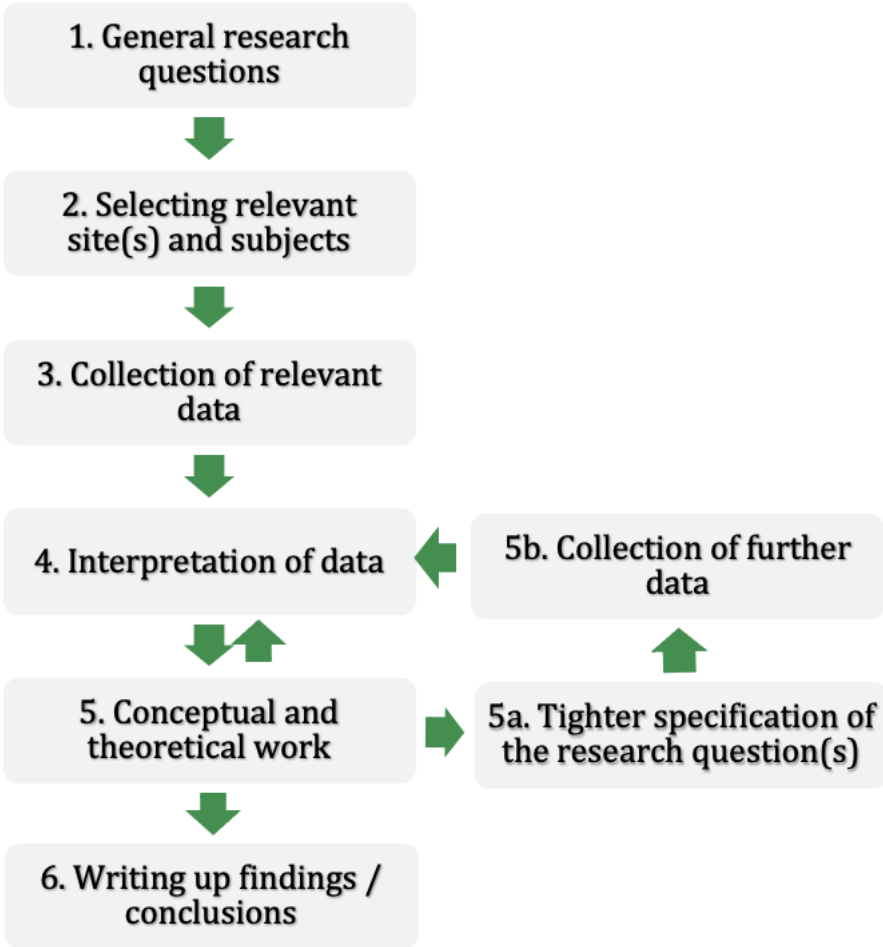 1. General research
questions
2. Selecting relevant
site(s) and subjects
3. Collection of relevant
data
4. Interpretation of data
5b. Collection of further
data
5. Conceptual and
theoretical work
5a. Tighter specification of
the research question(s)
6. Writing up findings /
conclusions